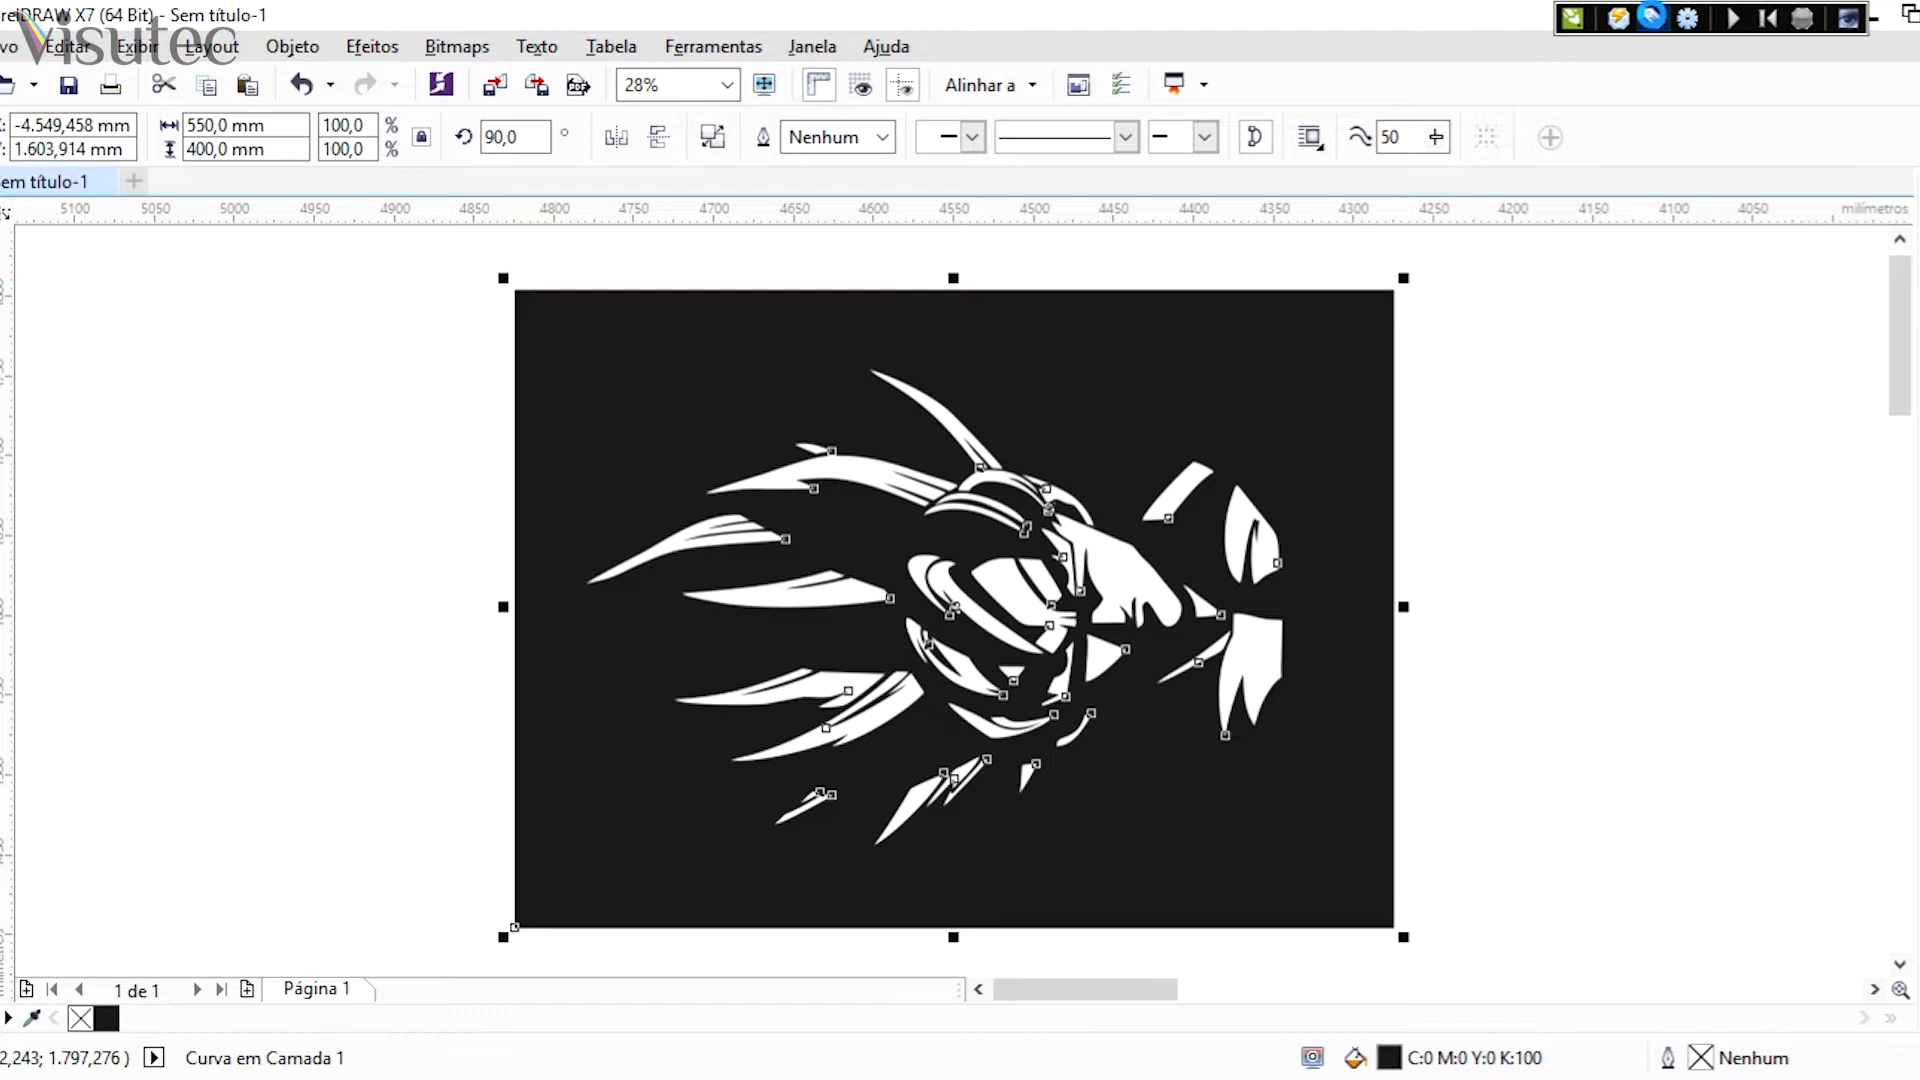 relDRAW X7 (64 Bit) - Sem título-1
Visutec
vo Editar Exibir Layout Objeto Efeitos Bitmaps Texto Tabela Ferramentas Janela Ajuda
28% Alinhar a
-4.549,458 mm 550,0 mm 100,0 % 90,0 ° Nenhum 50
1.603,914 mm 400,0 mm 100,0 %
em título-1
5100 5050 5000 4950 4900 4850 4800 4750 4700 4650 4600 4550 4500 4450 4400 4350 4300 4250 4200 4150 4100 4050 milímetros
1 de 1 Página 1
2,243; 1.797,276 ) Curva em Camada 1 C:0 M:0 Y:0 K:100 Nenhum